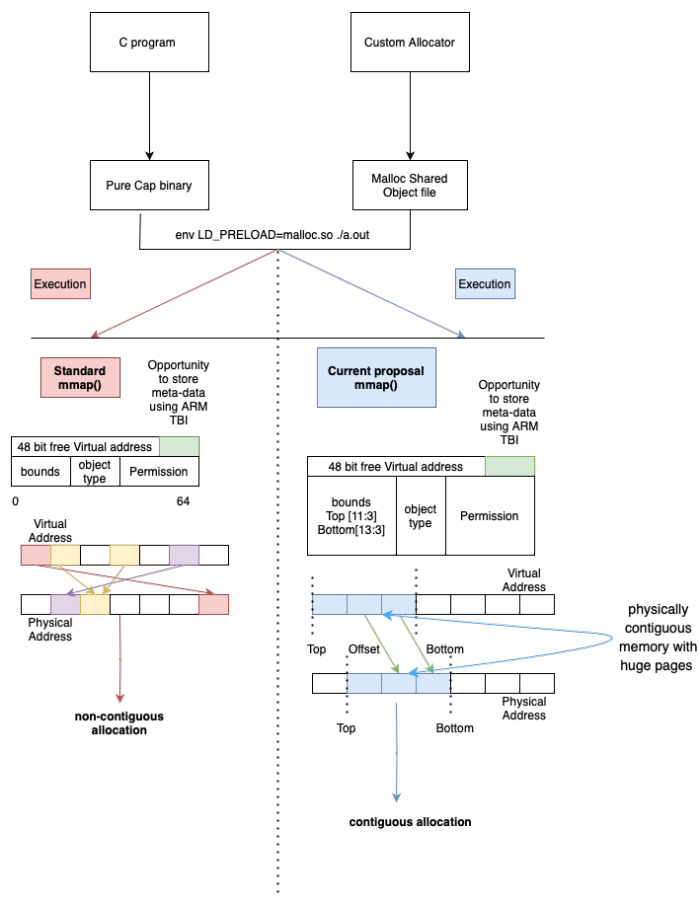 C program
Custom Allocator
Pure Cap binary
Malloc Shared
Object file
env LD_PRELOAD=malloc.so ./a.out
Execution
Execution
Standard
mmap()
Opportunity
to store
meta-data
using ARM
TBI
48 bit free Virtual address
bounds
object
type
Permission
0
64
Virtual
Address
Physical
Address
non-contiguous
allocation
Current proposal
mmap()
Opportunity
to store
meta-data
using ARM
TBI
48 bit free Virtual address
bounds
Top [11:3]
Bottom[13:3]
object
type
Permission
Virtual
Address
Top
Offset
Bottom
physically
contiguous
memory with
huge pages
Physical
Address
Top
Bottom
contiguous allocation